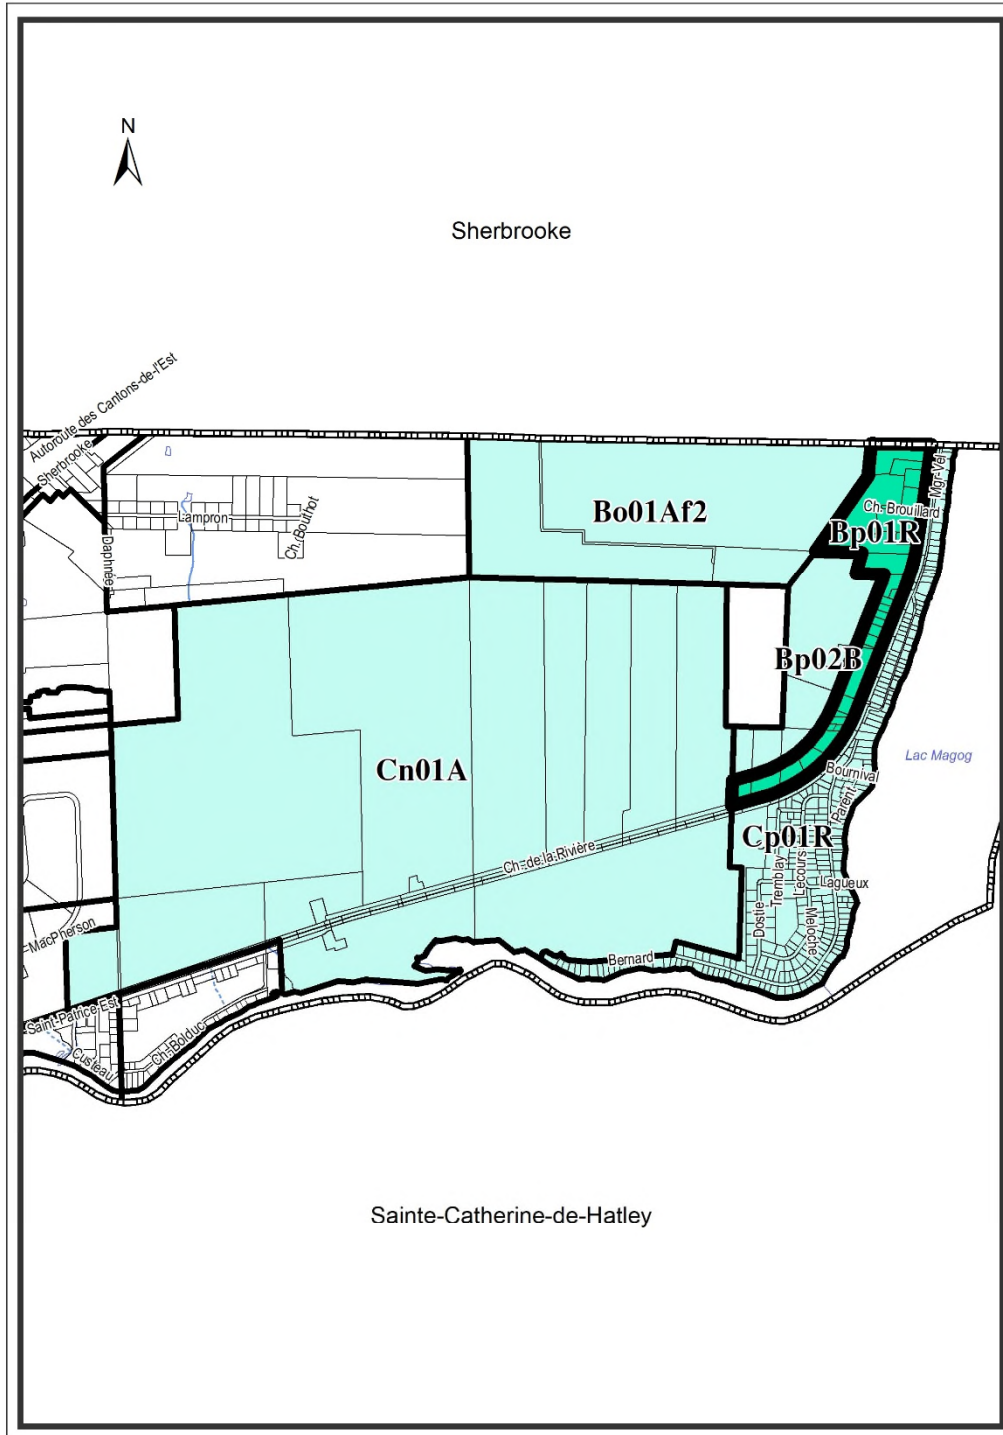 N
Sherbrooke
Autoroute des Cantons-de-l'Est
Sherbrooke
Lampron
Ch. Bouthot
Daphnée
Bo01Af2
Mgr-Vel
Ch. Brouillard
Bp01R
Bp02B
Lac Magog
Cn01A
Bournival
Parent
Cp01R
Ch. de la Rivière
Tremblay
Lecours
Lagueux
Dostie
Meloche
MacPherson
Bernard
Saint-Patrice Est
Ch. Bolduc
Custeau
Sainte-Catherine-de-Hatley